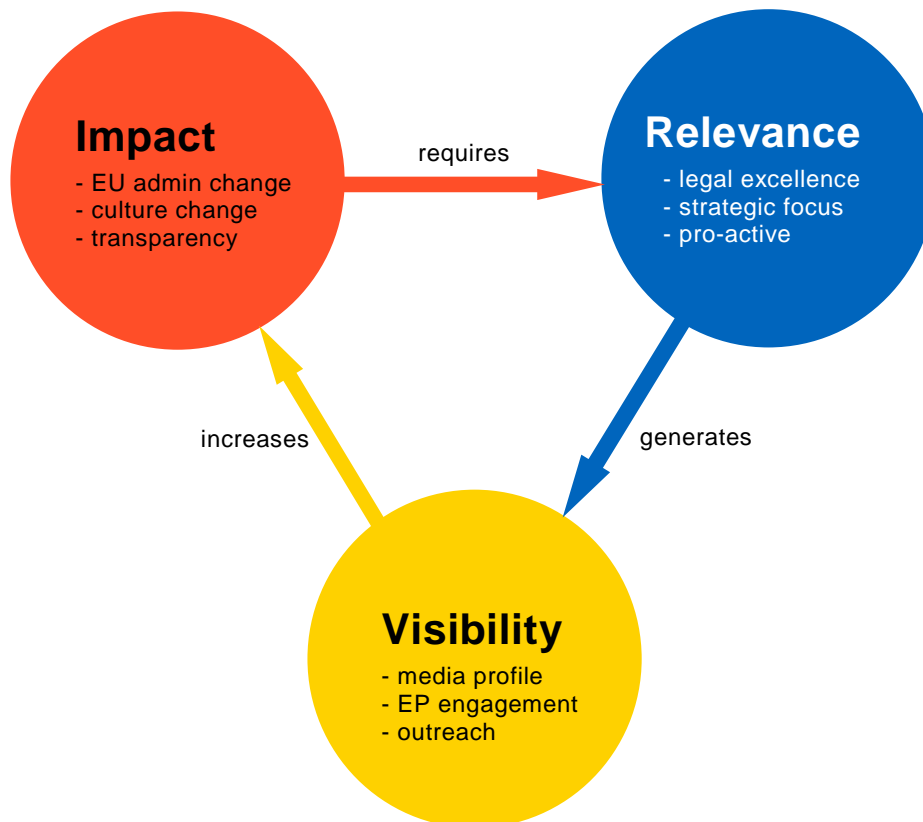 Impact
- EU admin change
- culture change
- transparency
requires
Relevance
- legal excellence
- strategic focus
- pro-active
increases
generates
Visibility
- media profile
- EP engagement
- outreach